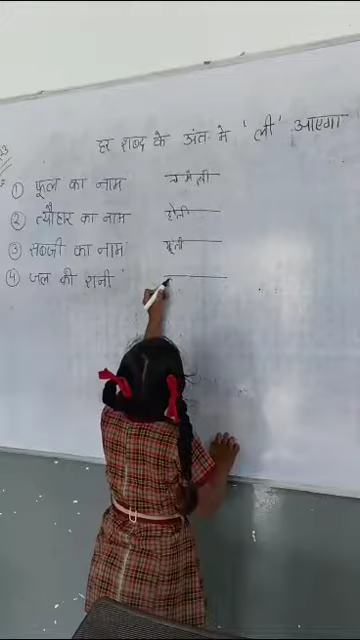 हर शब्द के अंत मे 'ली' आएगा
① फूल का नाम चमेली
② त्यौहार का नाम होली
③ सब्जी का नाम मूली
④ जल की रानी